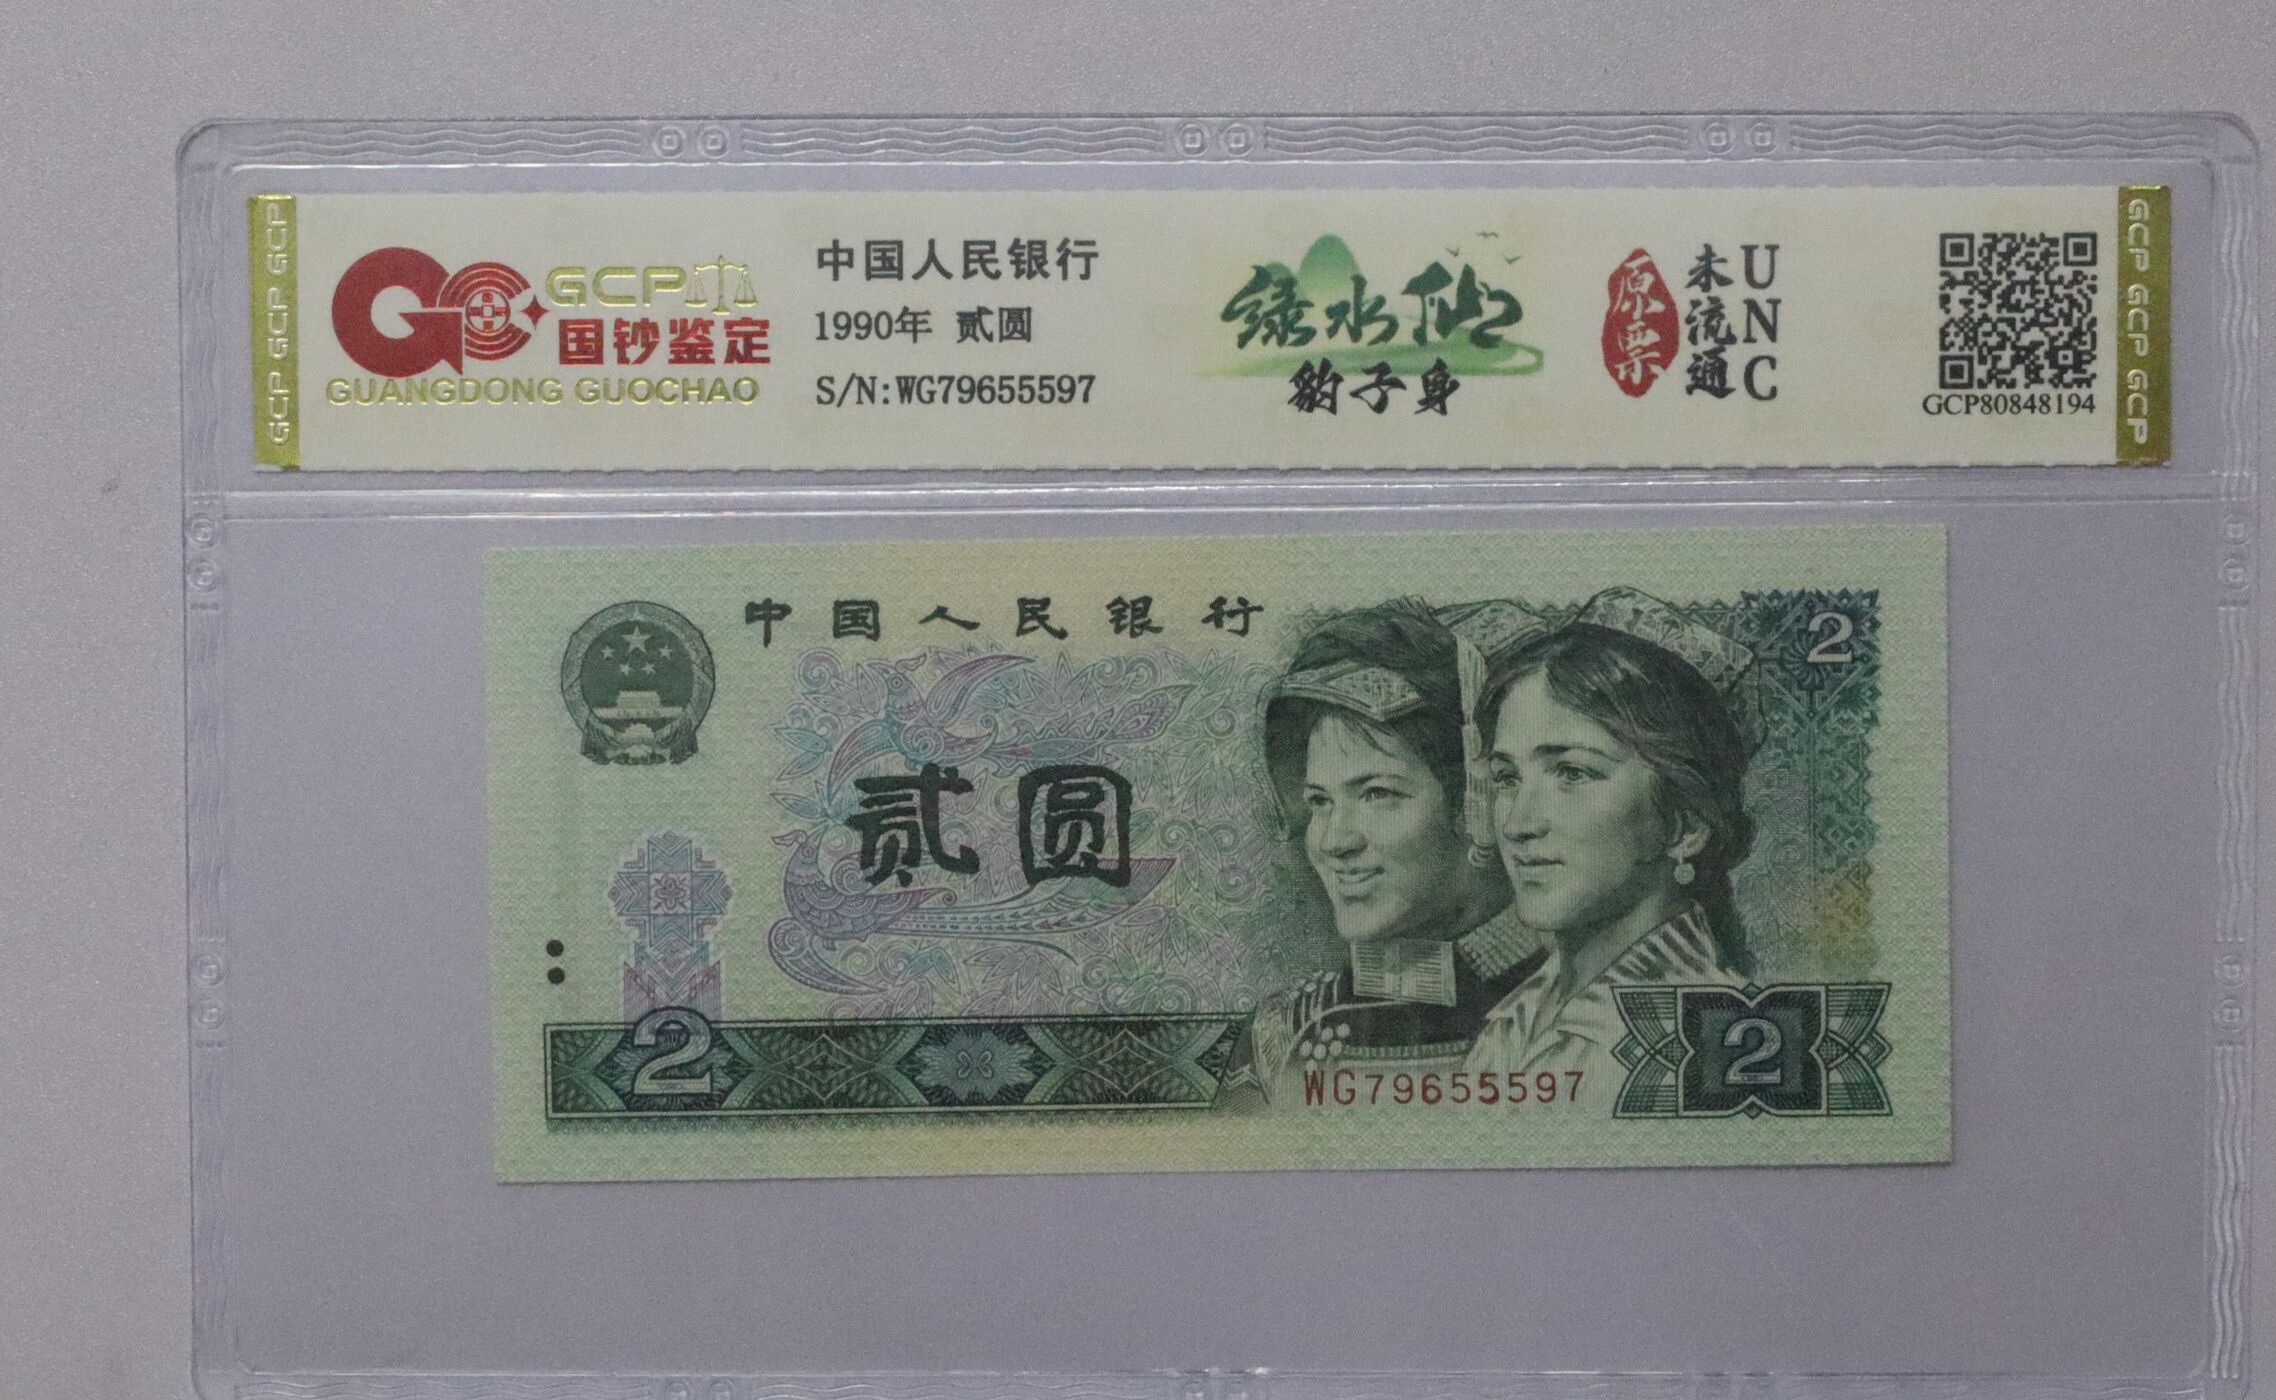 GCP GCP GCP
GCP
国钞鉴定
GUANGDONG GUOCHAO
中国人民银行
1990年 贰圆
S/N:WG79655597
绿水仙
豹子身
原票
未流通
UNC
GCP80848194
GCP GCP GCP GCP
中国人民银行
2
贰圆
2
WG79655597
2